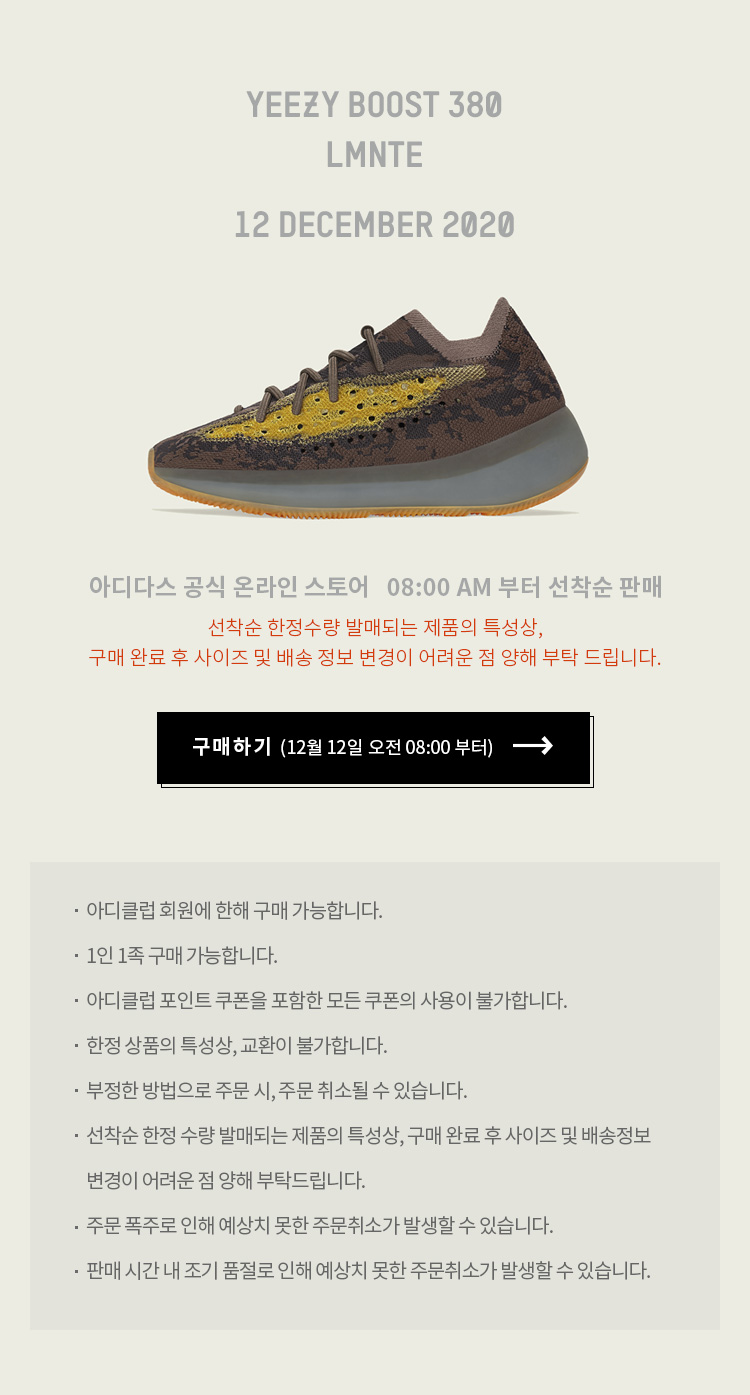 YEEZY BOOST 380
LMNTE
12 DECEMBER 2020
아디다스 공식 온라인 스토어 08:00 AM 부터 선착순 판매
선착순 한정수량 발매되는 제품의 특성상,
구매 완료 후 사이즈 및 배송 정보 변경이 어려운 점 양해 부탁 드립니다.
구매하기 (12월 12일 오전 08:00 부터) →
· 아디클럽 회원에 한해 구매 가능합니다.
· 1인 1족 구매 가능합니다.
· 아디클럽 포인트 쿠폰을 포함한 모든 쿠폰의 사용이 불가합니다.
· 한정 상품의 특성상, 교환이 불가합니다.
· 부정한 방법으로 주문 시, 주문 취소될 수 있습니다.
· 선착순 한정 수량 발매되는 제품의 특성상, 구매 완료 후 사이즈 및 배송정보
변경이 어려운 점 양해 부탁드립니다.
· 주문 폭주로 인해 예상치 못한 주문취소가 발생할 수 있습니다.
· 판매 시간 내 조기 품절로 인해 예상치 못한 주문취소가 발생할 수 있습니다.